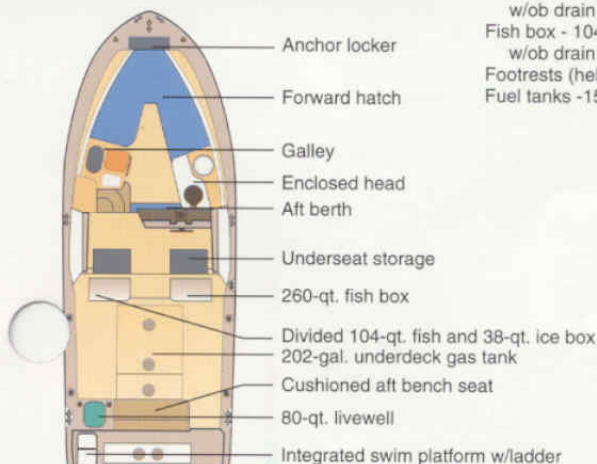 Anchor locker
Forward hatch
Galley
Enclosed head
Aft berth
Underseat storage
260-qt. fish box
Divided 104-qt. fish and 38-qt. ice box
202-gal. underdeck gas tank
Cushioned aft bench seat
80-qt. livewell
Integrated swim platform w/ladder
w/ob drain
Fish box - 104
w/ob drain
Footrests (hel
Fuel tanks -15